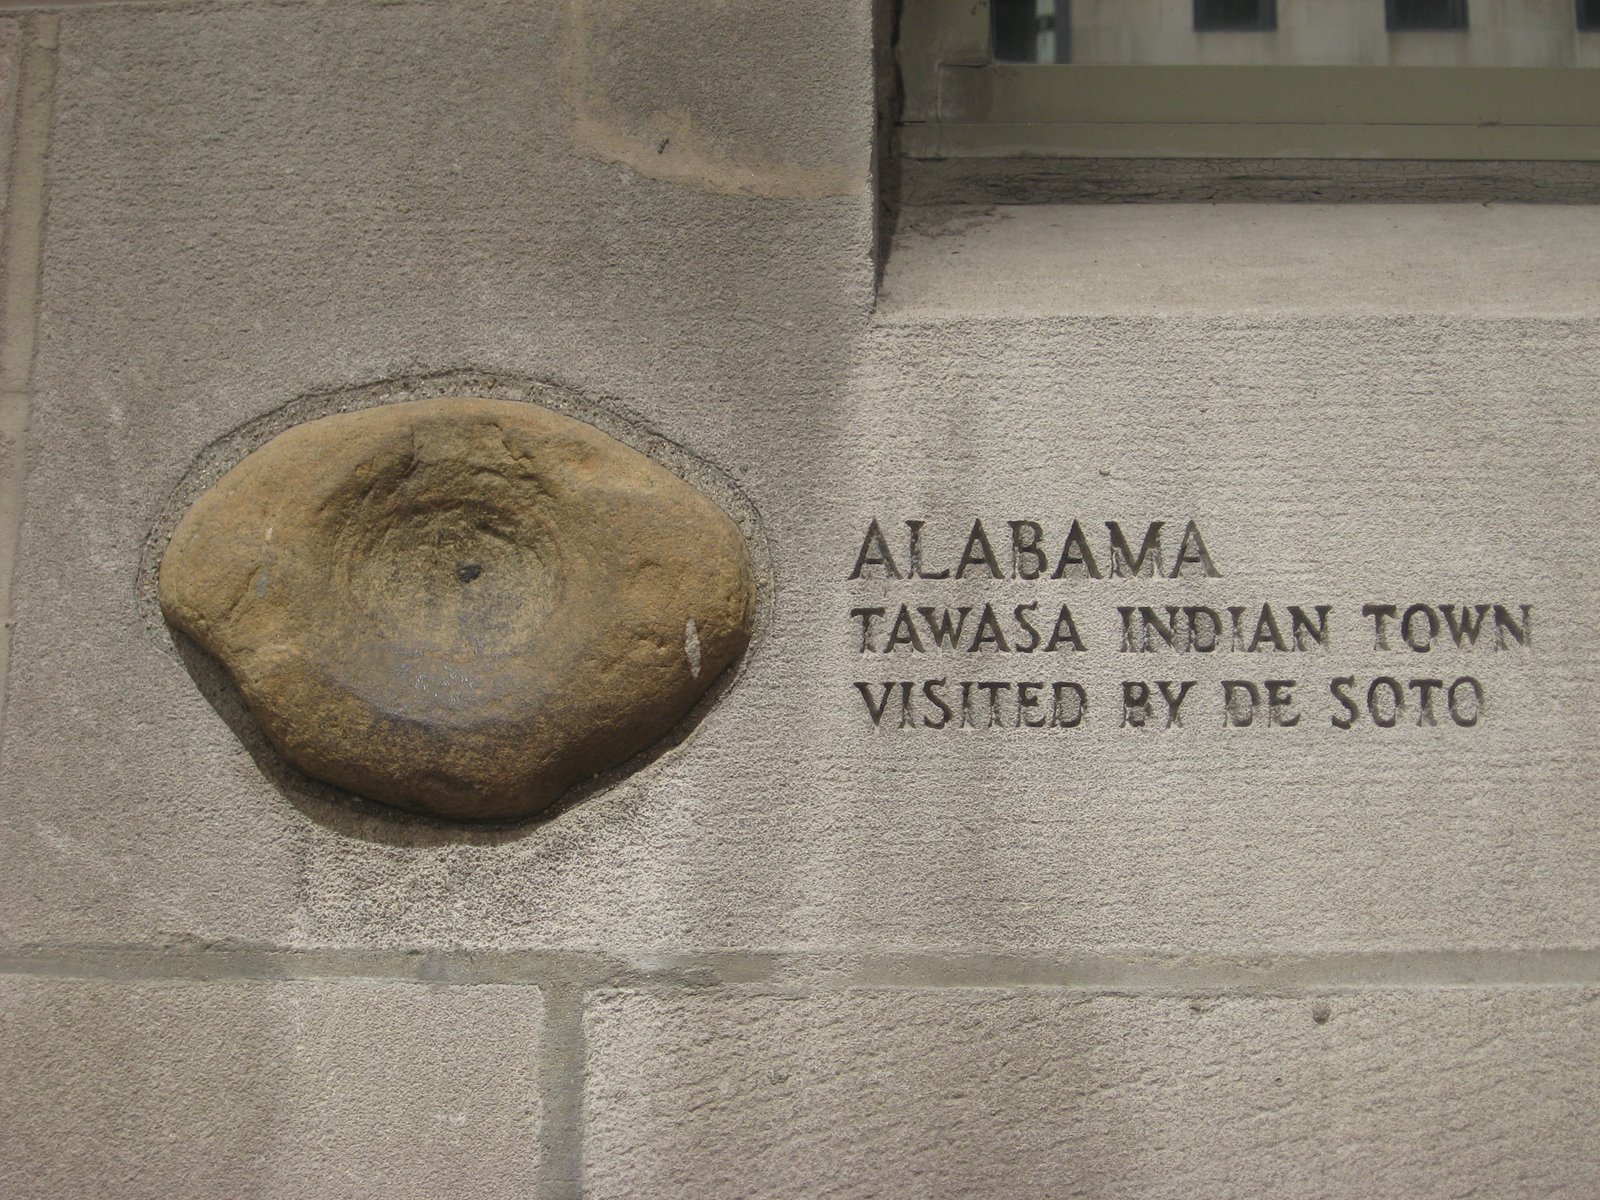 ALABAMA
TAWASA INDIAN TOWN
VISITED BY DE SOTO